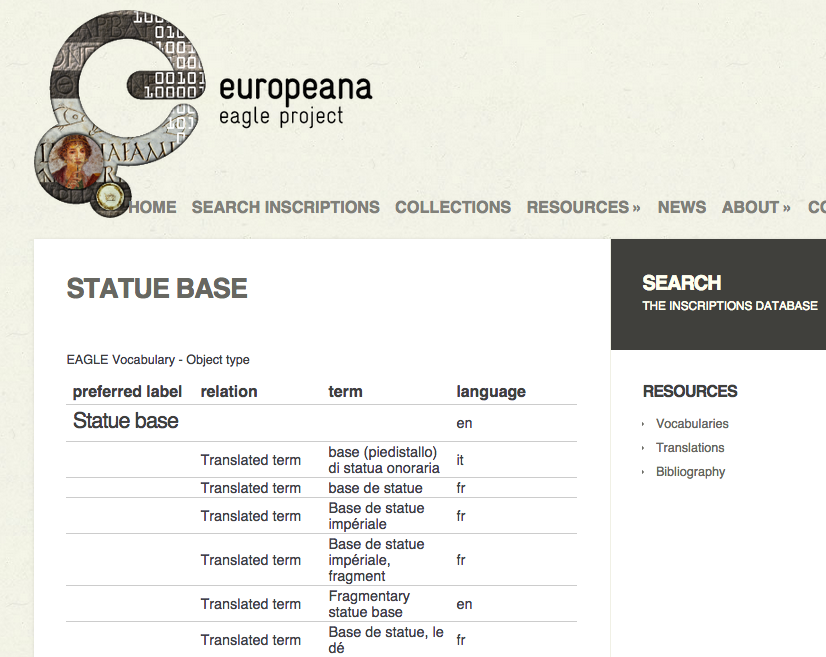 europeana
eagle project
HOME SEARCH INSCRIPTIONS COLLECTIONS RESOURCES » NEWS ABOUT »
STATUE BASE
EAGLE Vocabulary - Object type
preferred label relation term language
Statue base en
Translated term base (piedistallo) di statua onoraria it
Translated term base de statue fr
Translated term Base de statue impériale fr
Translated term Base de statue impériale, fragment fr
Translated term Fragmentary statue base en
Translated term Base de statue, le dé fr
SEARCH
THE INSCRIPTIONS DATABASE
RESOURCES
Vocabularies
Translations
Bibliography